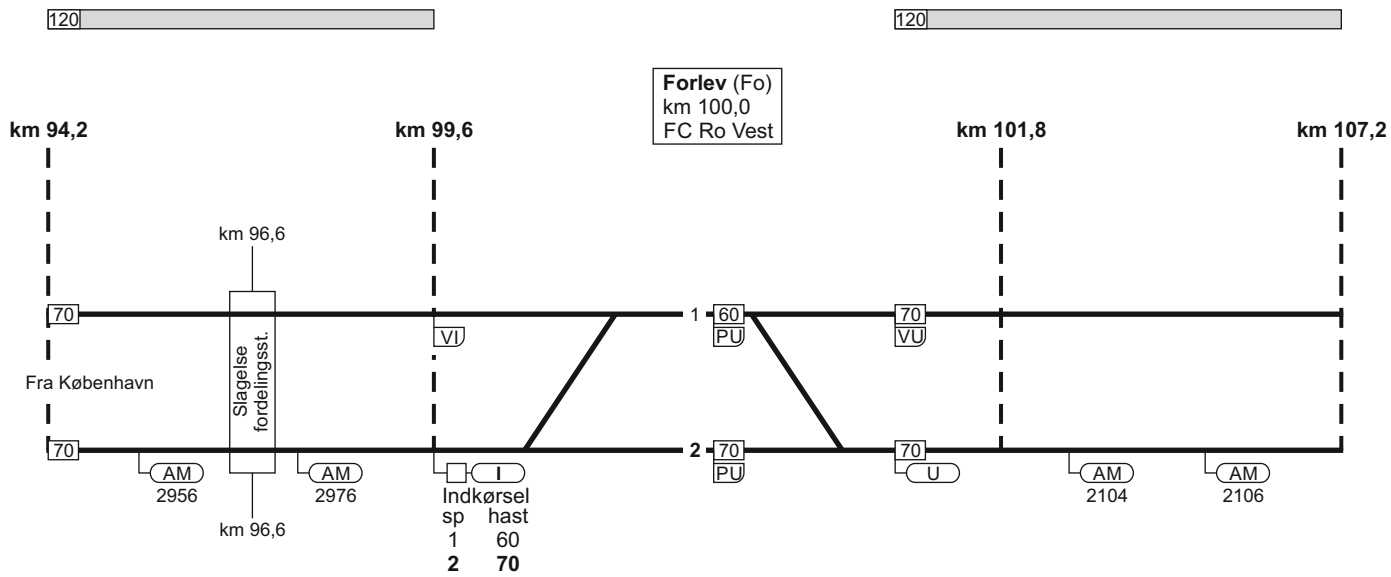 120
120
Forlev (Fo)
km 100,0
FC Ro Vest
km 94,2
km 99,6
km 101,8
km 107,2
km 96,6
70
1
60
70
VI
PU
VU
Fra København
Slagelse
fordelingsst.
70
2
70
70
AM
AM
I
PU
U
AM
AM
2956
2976
Indkørsel
2104
2106
sp hast
km 96,6
1 60
2 70